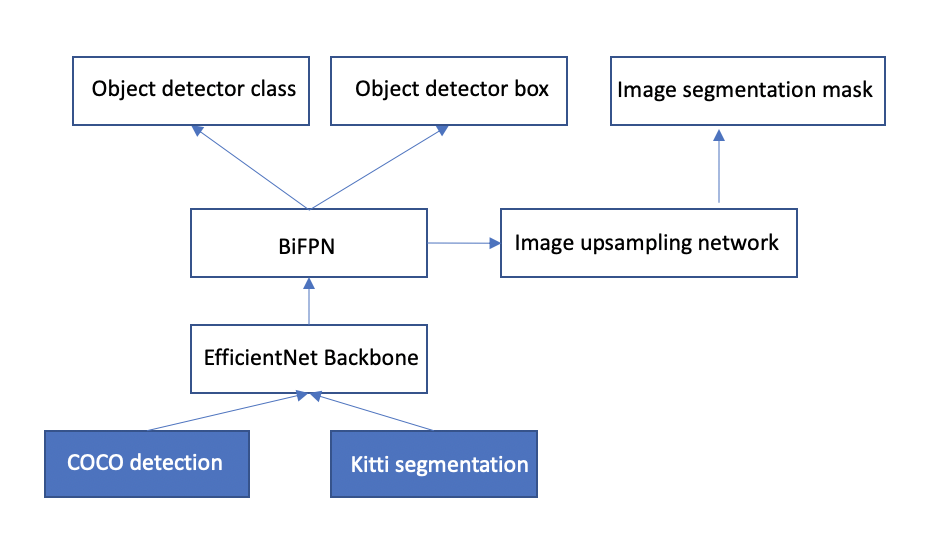 Object detector class
Object detector box
Image segmentation mask
BiFPN
Image upsampling network
EfficientNet Backbone
COCO detection
Kitti segmentation